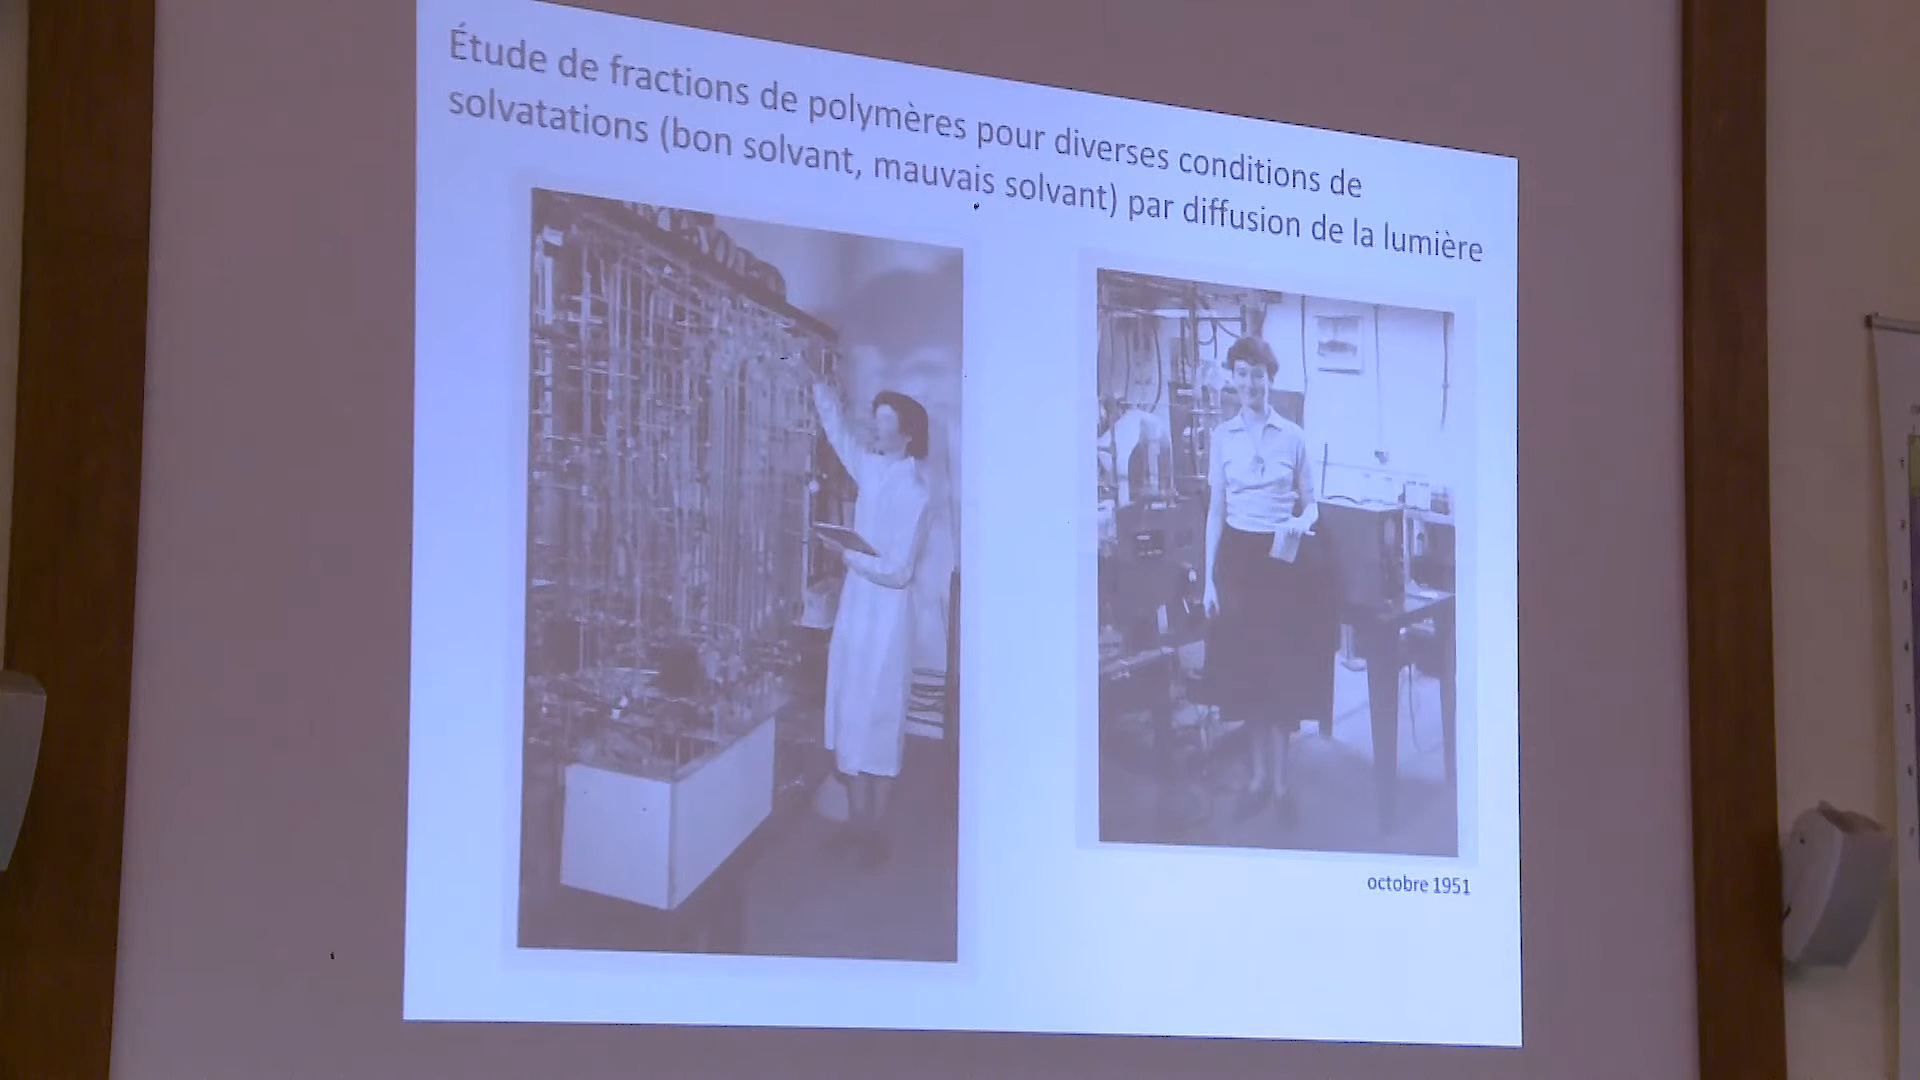 Étude de fractions de polymères pour diverses conditions de
solvatations (bon solvant, mauvais solvant) par diffusion de la lumière
octobre 1951